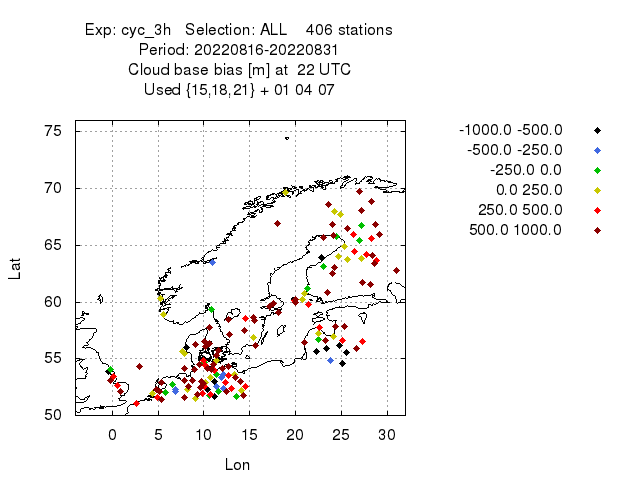 Exp: cyc_3h   Selection: ALL    406 stations
Period: 20220816-20220831
Cloud base bias [m] at  22 UTC
Used {15,18,21} + 01 04 07
-1000.0 -500.0
-500.0 -250.0
-250.0 0.0
0.0 250.0
250.0 500.0
500.0 1000.0
Lat
75
70
65
60
55
50
0 5 10 15 20 25 30
Lon